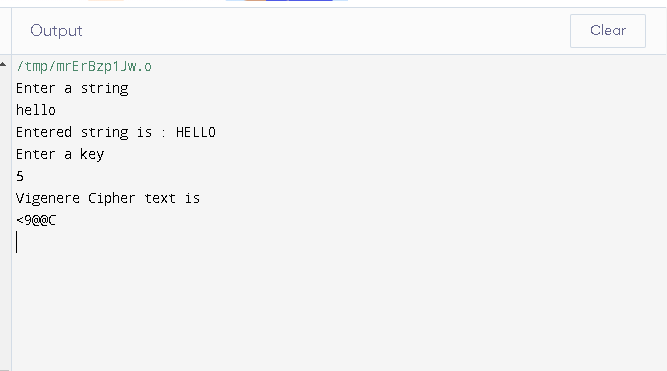 Output
Clear
/tmp/mrErBzp1Jw.o
Enter a string
hello
Entered string is : HELLO
Enter a key
5
Vigenere Cipher text is
<9@@C